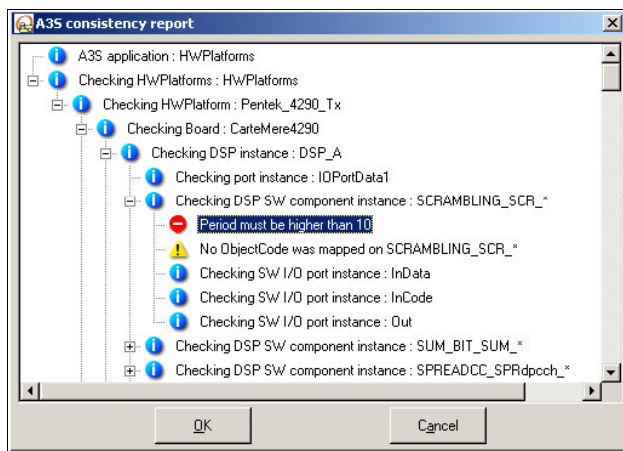 A3S consistency report
A3S application : HWPlatforms
Checking HWPlatforms : HWPlatforms
Checking HWPlatform : Pentek_4290_Tx
Checking Board : CarteMere4290
Checking DSP instance : DSP_A
Checking port instance : IOPortData1
Checking DSP SW component instance : SCRAMBLING_SCR_*
Period must be higher than 10
No ObjectCode was mapped on SCRAMBLING_SCR_*
Checking SW I/O port instance : InData
Checking SW I/O port instance : InCode
Checking SW I/O port instance : Out
Checking DSP SW component instance : SUM_BIT_SUM_*
Checking DSP SW component instance : SPREADCC_SPRdpcch_*
OK
Cancel